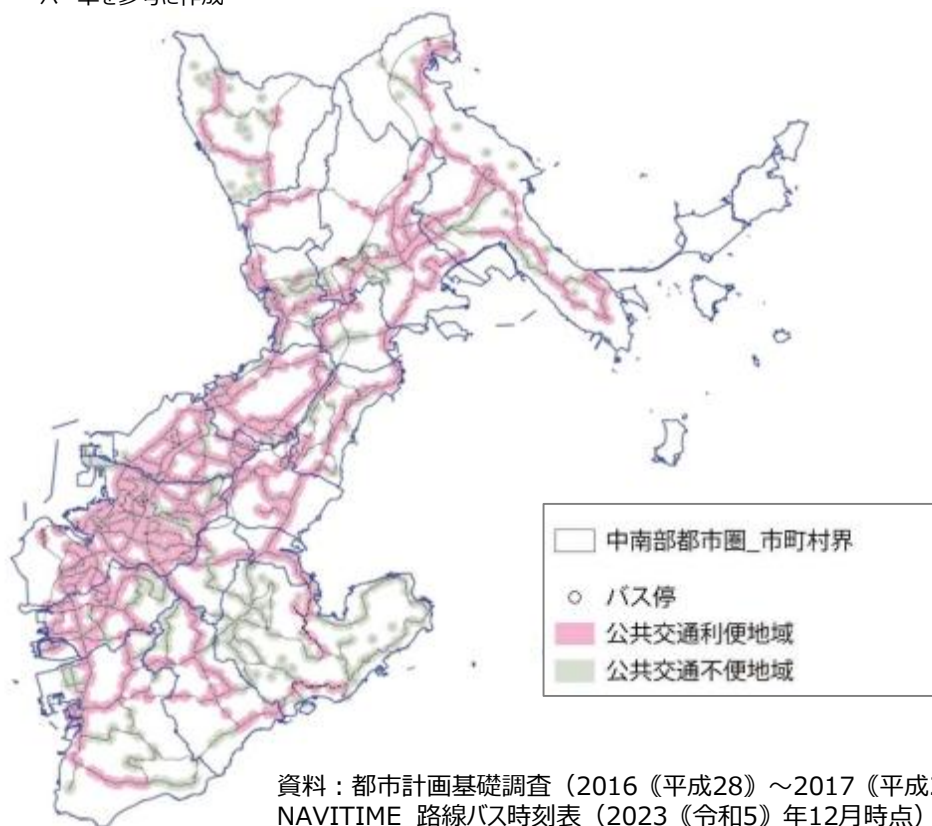 中南部都市圏_市町村界
バス停
公共交通利便地域
公共交通不便地域
資料：都市計画基礎調査（2016《平成28》～2017《平成
NAVITIME 路線バス時刻表（2023《令和5》年12月時点）